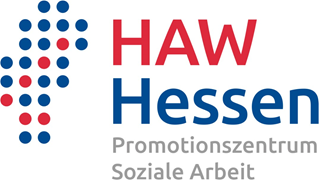 HAW
Hessen
Promotionszentrum
Soziale Arbeit